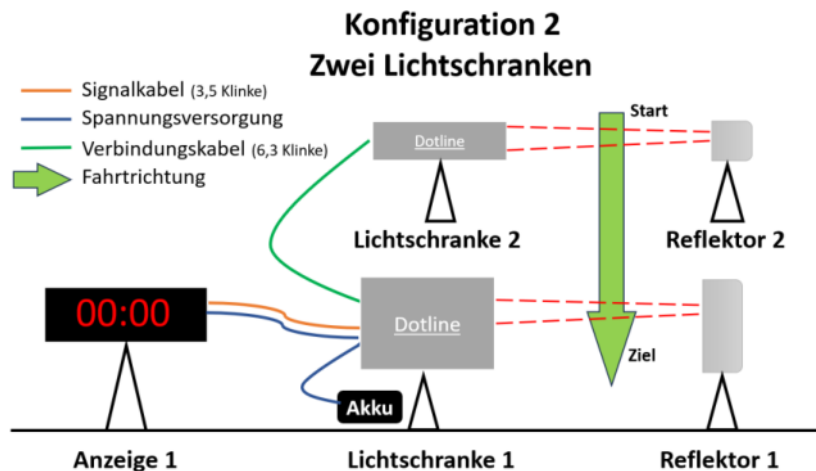 Konfiguration 2
Zwei Lichtschranken
Signalkabel (3,5 Klinke)
Spannungsversorgung
Verbindungskabel (6,3 Klinke)
Fahrtrichtung
Start
Dotline
Lichtschranke 2
Reflektor 2
00:00
Dotline
Ziel
Akku
Anzeige 1
Lichtschranke 1
Reflektor 1